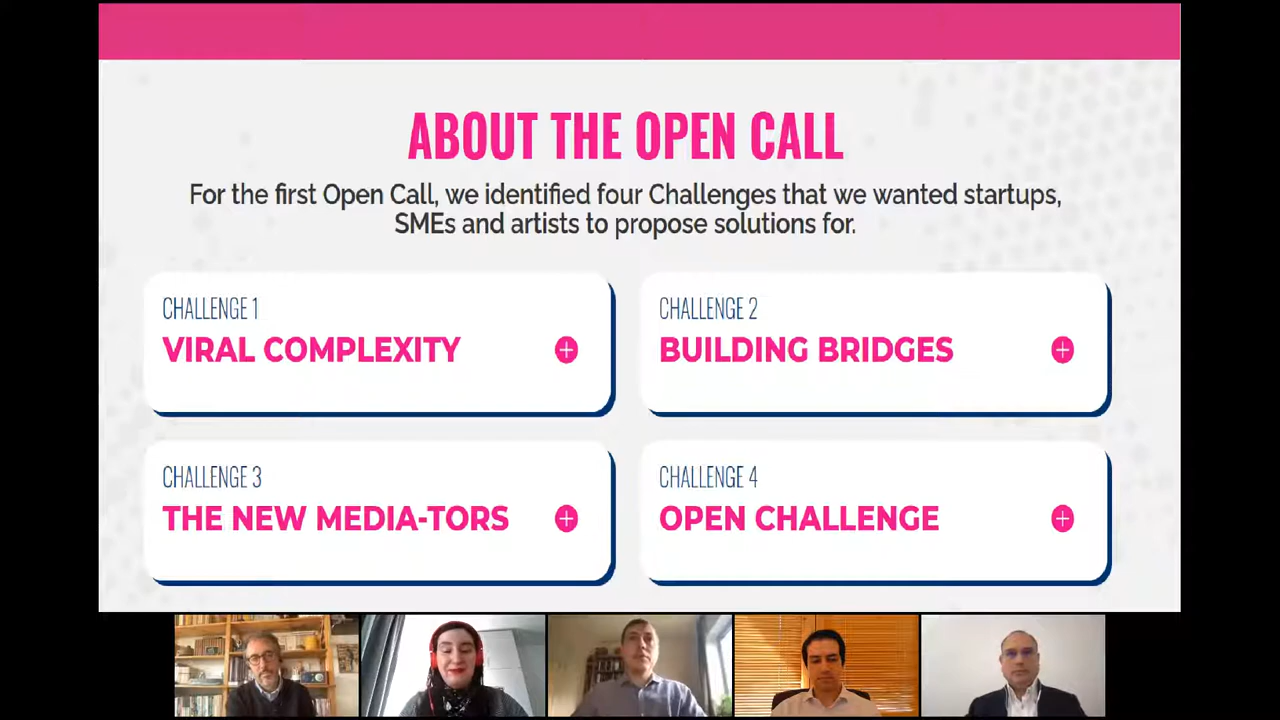 ABOUT THE OPEN CALL
For the first Open Call, we identified four Challenges that we wanted startups,
SMEs and artists to propose solutions for.
CHALLENGE 1
VIRAL COMPLEXITY
CHALLENGE 2
BUILDING BRIDGES
CHALLENGE 3
THE NEW MEDIA-TORS
CHALLENGE 4
OPEN CHALLENGE